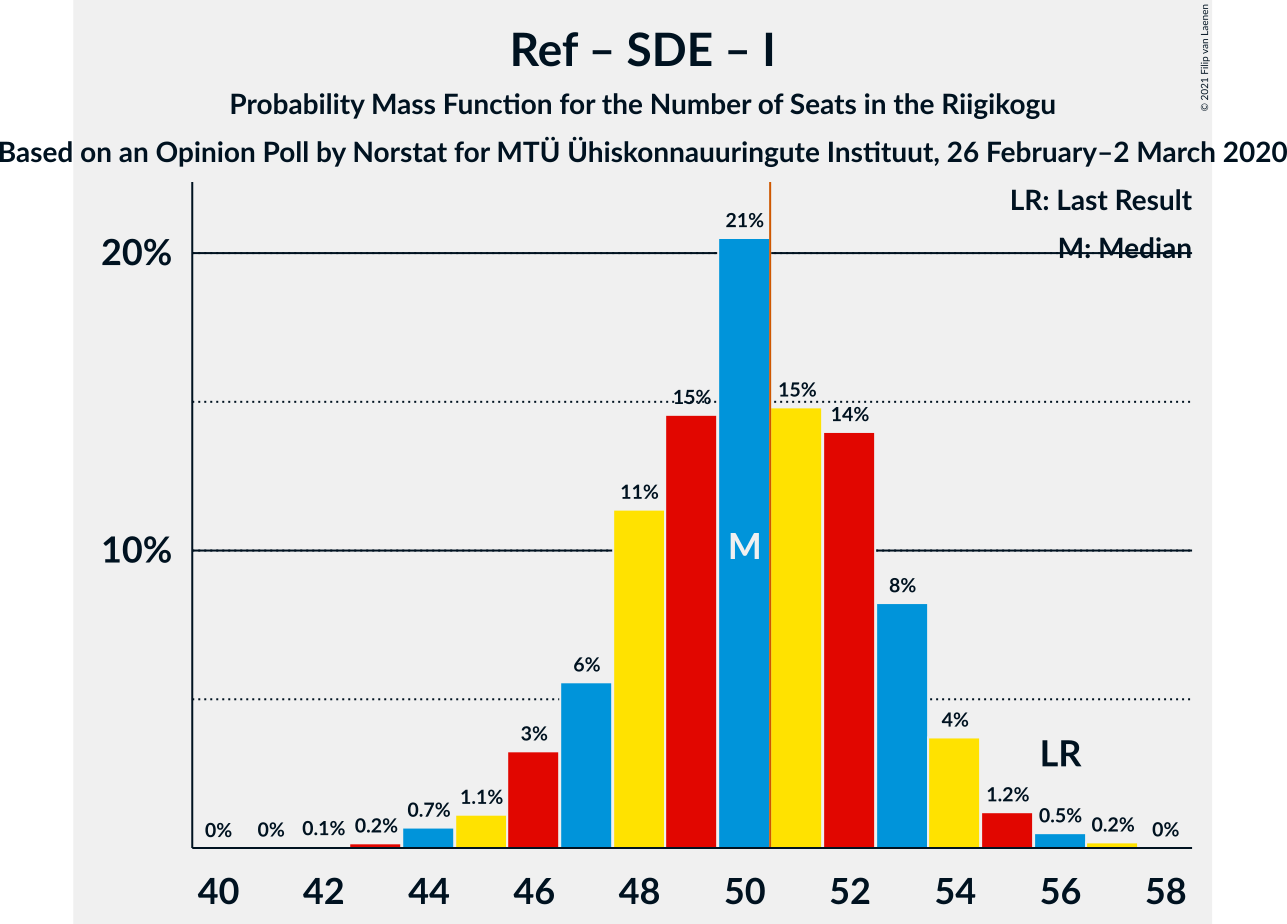 Ref – SDE – I
Probability Mass Function for the Number of Seats in the Riigikogu
Based on an Opinion Poll by Norstat for MTÜ Ühiskonnauuringute Instituut, 26 February–2 March 2020
© 2021 Filip van Laenen
LR: Last Result
M: Median
20%
10%
0%
0%
0.1%
0.2%
0.7%
1.1%
3%
6%
11%
15%
21%
15%
14%
8%
4%
1.2%
0.5%
0.2%
0%
M
LR
40 42 44 46 48 50 52 54 56 58